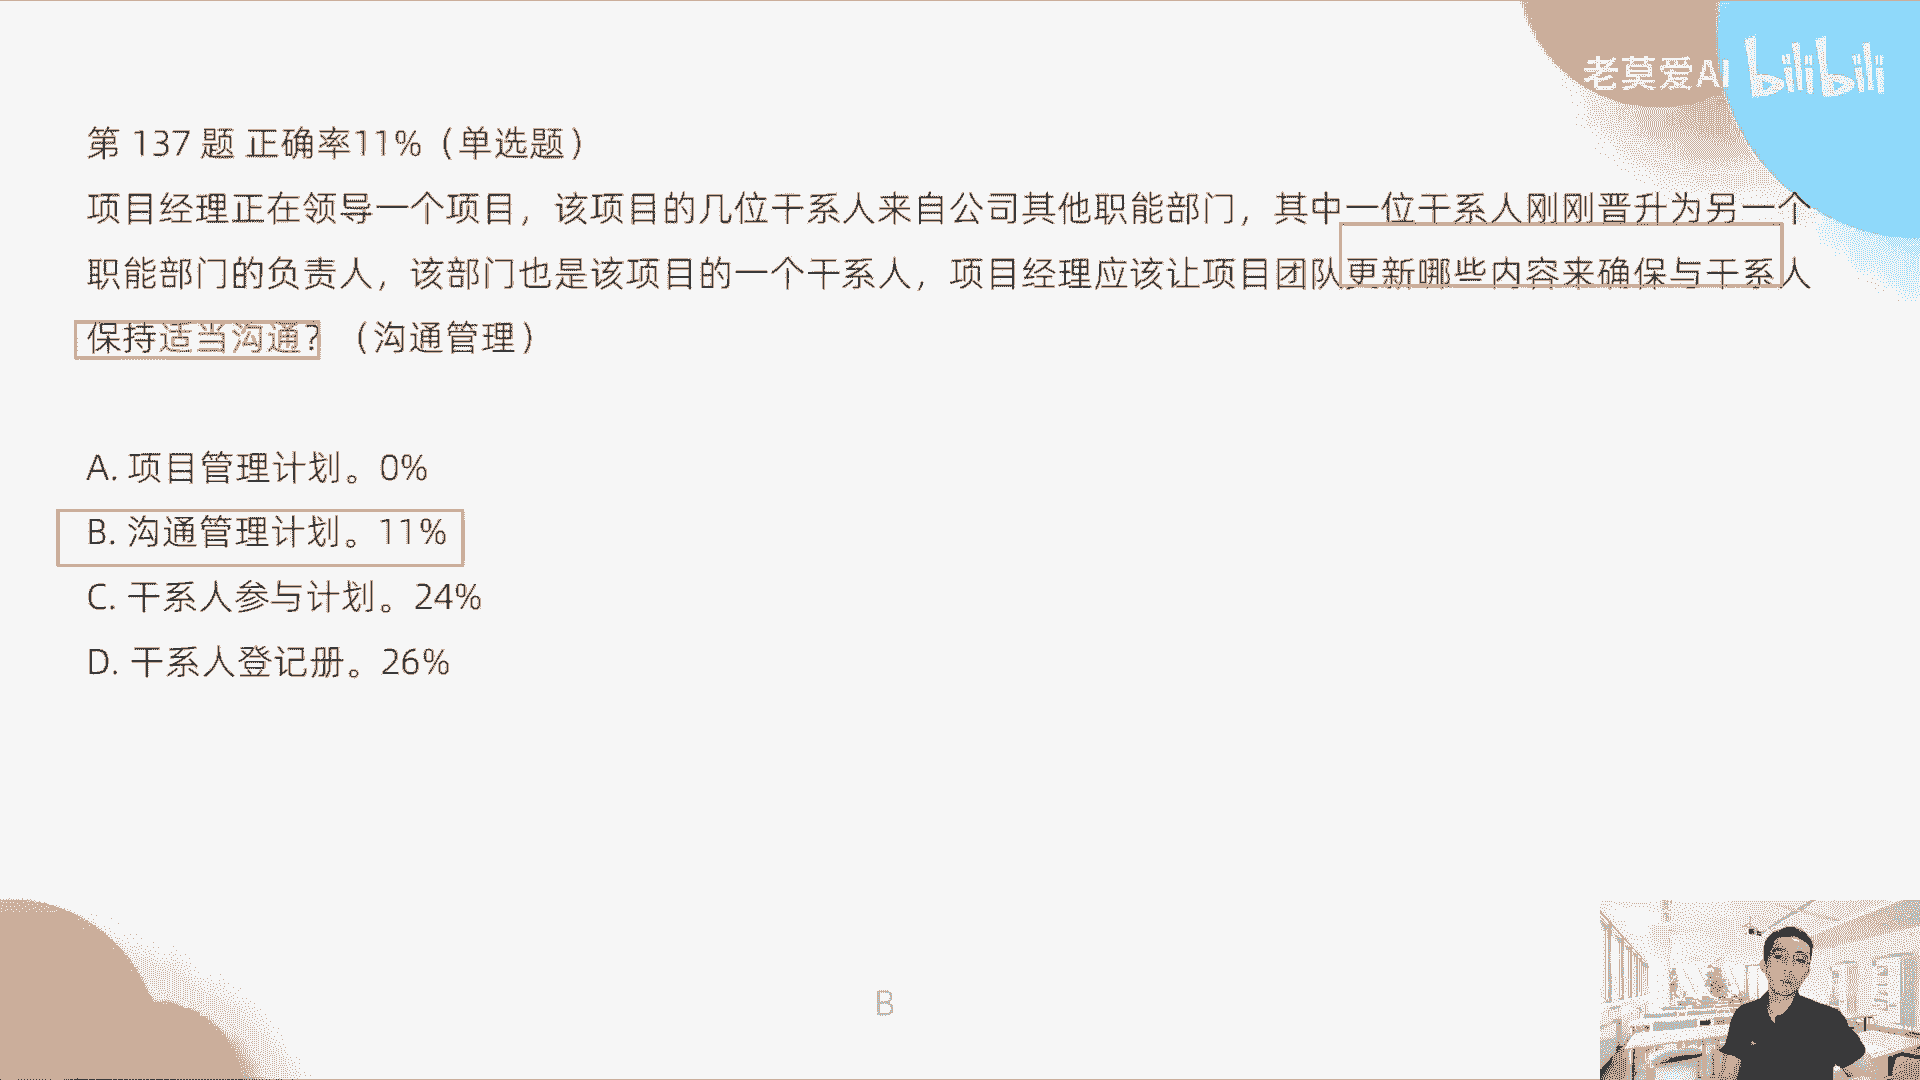 老莫爱AI bilibili
第 137 题 正确率11%（单选题）
项目经理正在领导一个项目，该项目的几位干系人来自公司其他职能部门，其中一位干系人刚刚晋升为另一个
职能部门的负责人，该部门也是该项目的一个干系人，项目经理应该让项目团队更新哪些内容来确保与干系人
保持适当沟通？（沟通管理）
A. 项目管理计划。0%
B. 沟通管理计划。11%
C. 干系人参与计划。24%
D. 干系人登记册。26%
B